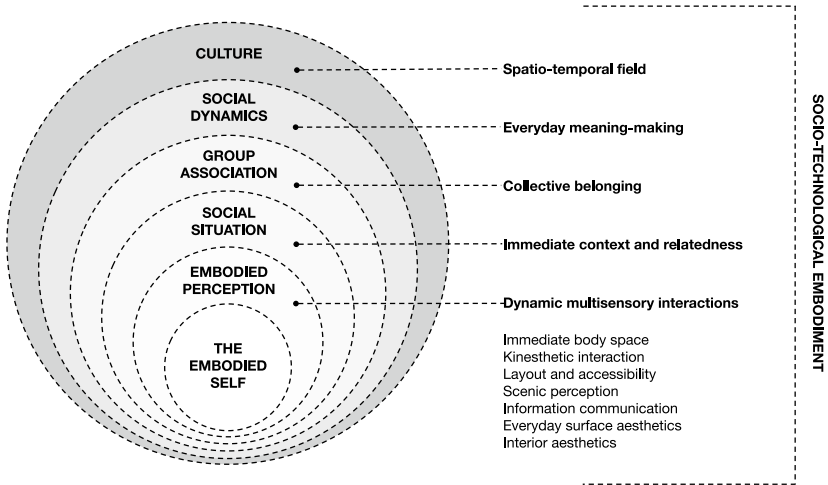 CULTURE
SOCIAL
DYNAMICS
GROUP
ASSOCIATION
SOCIAL
SITUATION
EMBODIED
PERCEPTION
THE
EMBODIED
SELF
Spatio-temporal field
Everyday meaning-making
Collective belonging
Immediate context and relatedness
Dynamic multisensory interactions
Immediate body space
Kinesthetic interaction
Layout and accessibility
Scenic perception
Information communication
Everyday surface aesthetics
Interior aesthetics
SOCIO-TECHNOLOGICAL EMBODIMENT